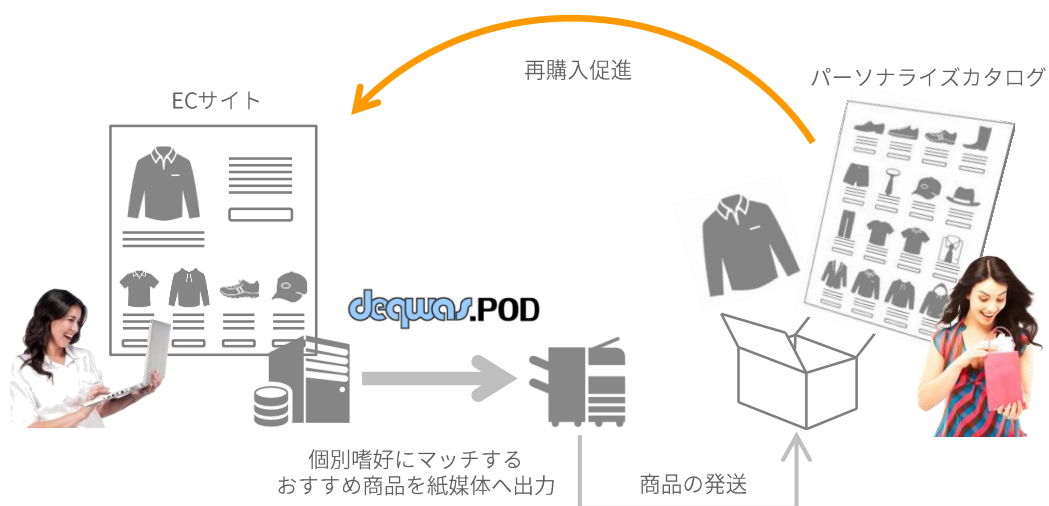 再購入促進
パーソナライズカタログ
ECサイト
dequas.POD
個別嗜好にマッチする
おすすめ商品を紙媒体へ出力
商品の発送